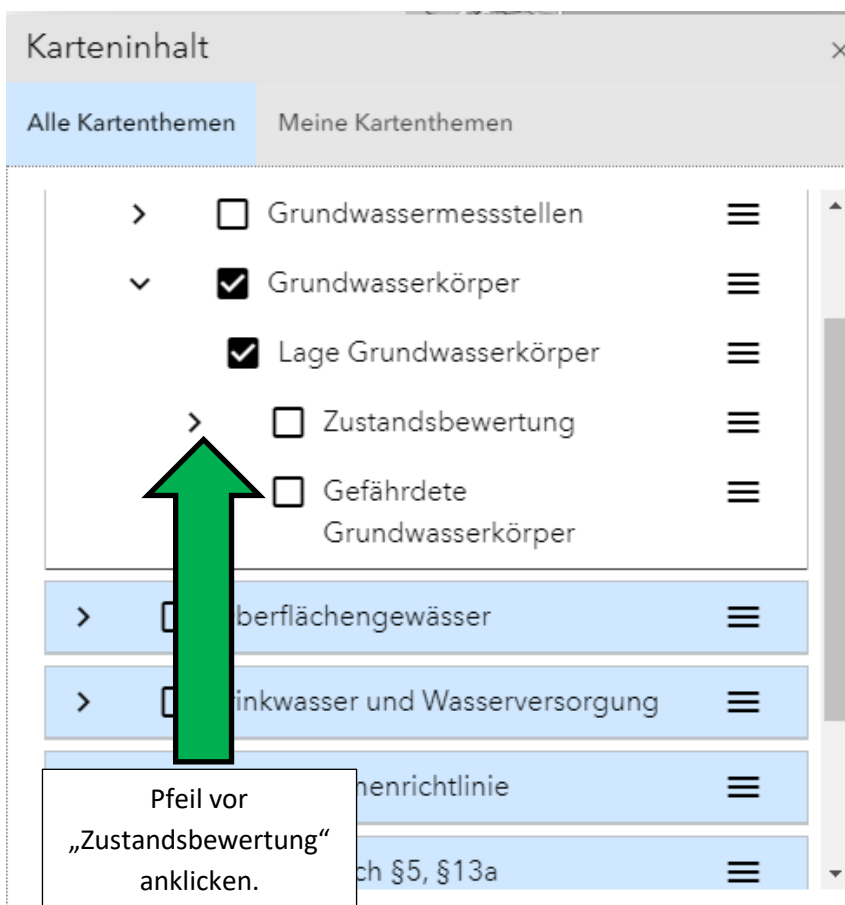 Karteninhalt
Alle Kartenthemen
Meine Kartenthemen
Grundwassermessstellen
Grundwasserkörper
Lage Grundwasserkörper
Zustandsbewertung
Gefährdete
Grundwasserkörper
berflächengewässer
inkwasser und Wasserversorgung
henrichtlinie
ch §5, §13a
Pfeil vor
„Zustandsbewertung“
anklicken.